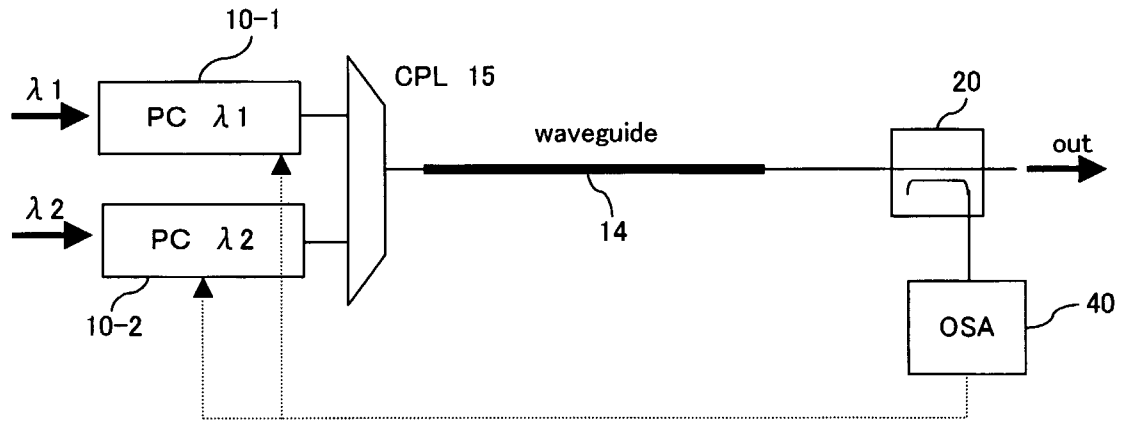 10-1
λ1
PC λ1
CPL 15
20
waveguide
out
λ2
PC λ2
14
10-2
OSA
40